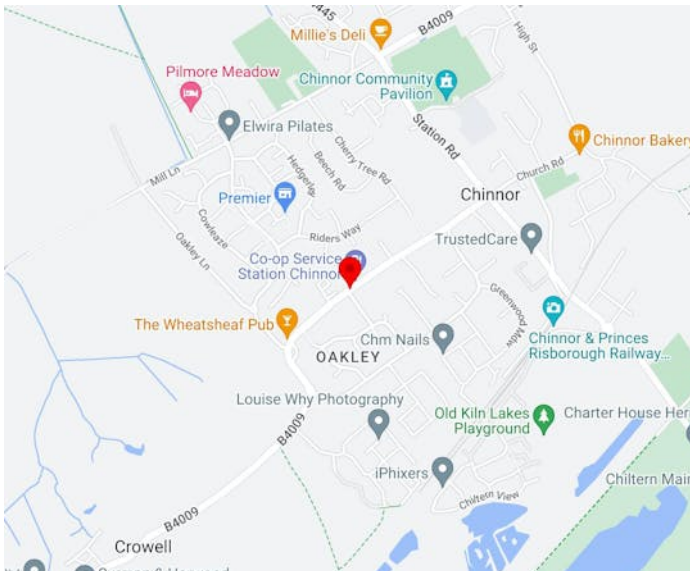 B4009
445
Millie's Deli
High St
Pilmore Meadow
Chinnor Community
Pavilion
Elwira Pilates
Station Rd
Chinnor Bakery
Cherry Tree Rd
Beech Rd
Hedgerley
Church Rd
Mill Ln
Premier
Chinnor
Cowleaze
Riders Way
TrustedCare
Oakley Ln
Co-op Service
Station Chinnor
Greenwood Mdw
The Wheatsheaf Pub
Chm Nails
Chinnor & Princes
Risborough Railway...
OAKLEY
Louise Why Photography
Old Kiln Lakes
Playground
Charter House Her
B4009
iPhixers
Chiltern Main
Chiltern View
B4009
Crowell